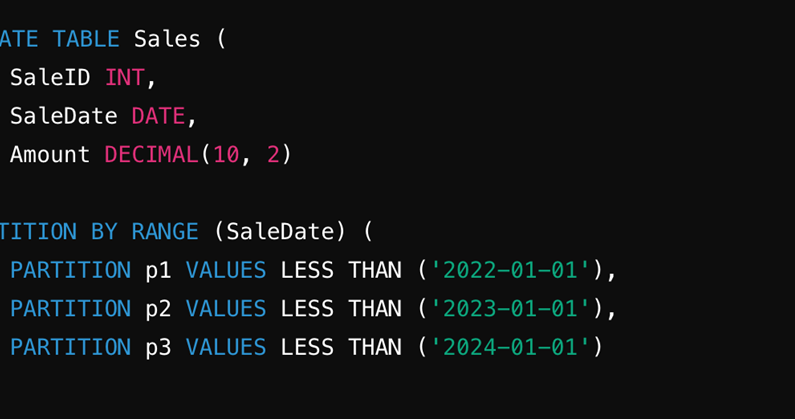 ATE TABLE Sales (
SaleID INT,
SaleDate DATE,
Amount DECIMAL(10, 2)
TITION BY RANGE (SaleDate) (
PARTITION p1 VALUES LESS THAN ('2022-01-01'),
PARTITION p2 VALUES LESS THAN ('2023-01-01'),
PARTITION p3 VALUES LESS THAN ('2024-01-01')